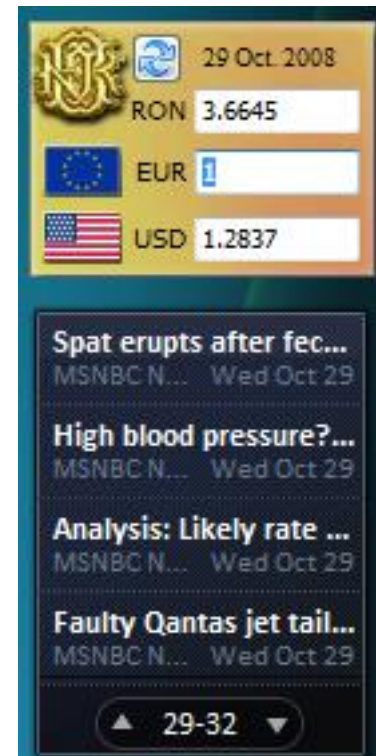 29 Oct. 2008
RON 3.6645
EUR 1
USD 1.2837
Spat erupts after fec...
MSNBC N... Wed Oct 29
High blood pressure?...
MSNBC N... Wed Oct 29
Analysis: Likely rate ...
MSNBC N... Wed Oct 29
Faulty Qantas jet tail...
MSNBC N... Wed Oct 29
29-32